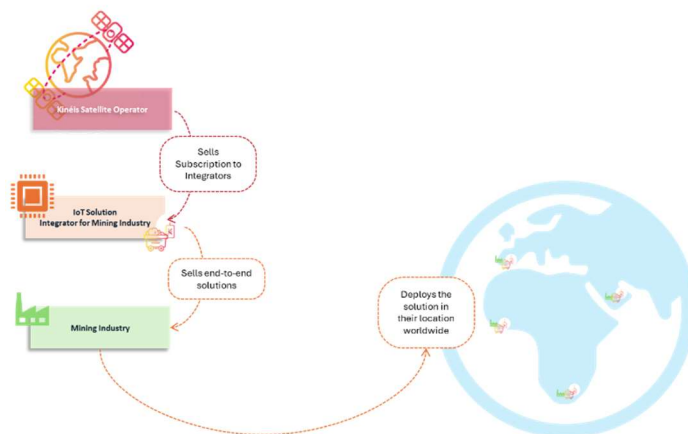 Kinéis Satellite Operator
Sells
Subscription to
Integrators
IoT Solution
Integrator for Mining Industry
Sells end-to-end
solutions
Mining Industry
Deploys the
solution in
their location
worldwide